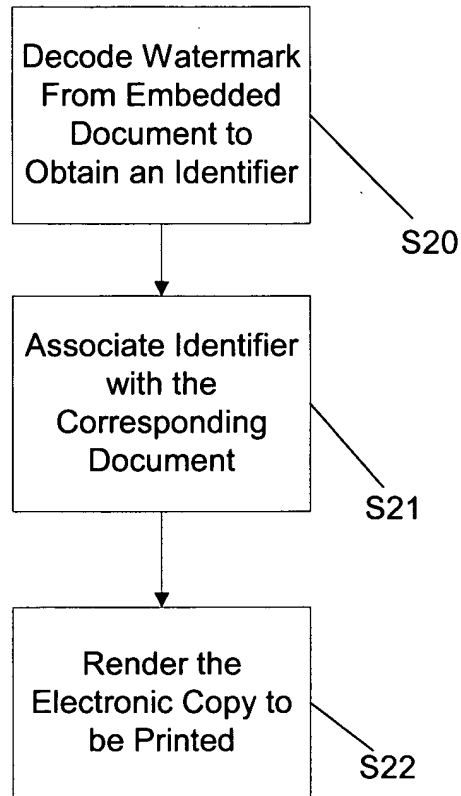 Decode Watermark
From Embedded
Document to
Obtain an Identifier
S20
Associate Identifier
with the
Corresponding
Document
S21
Render the
Electronic Copy to
be Printed
S22